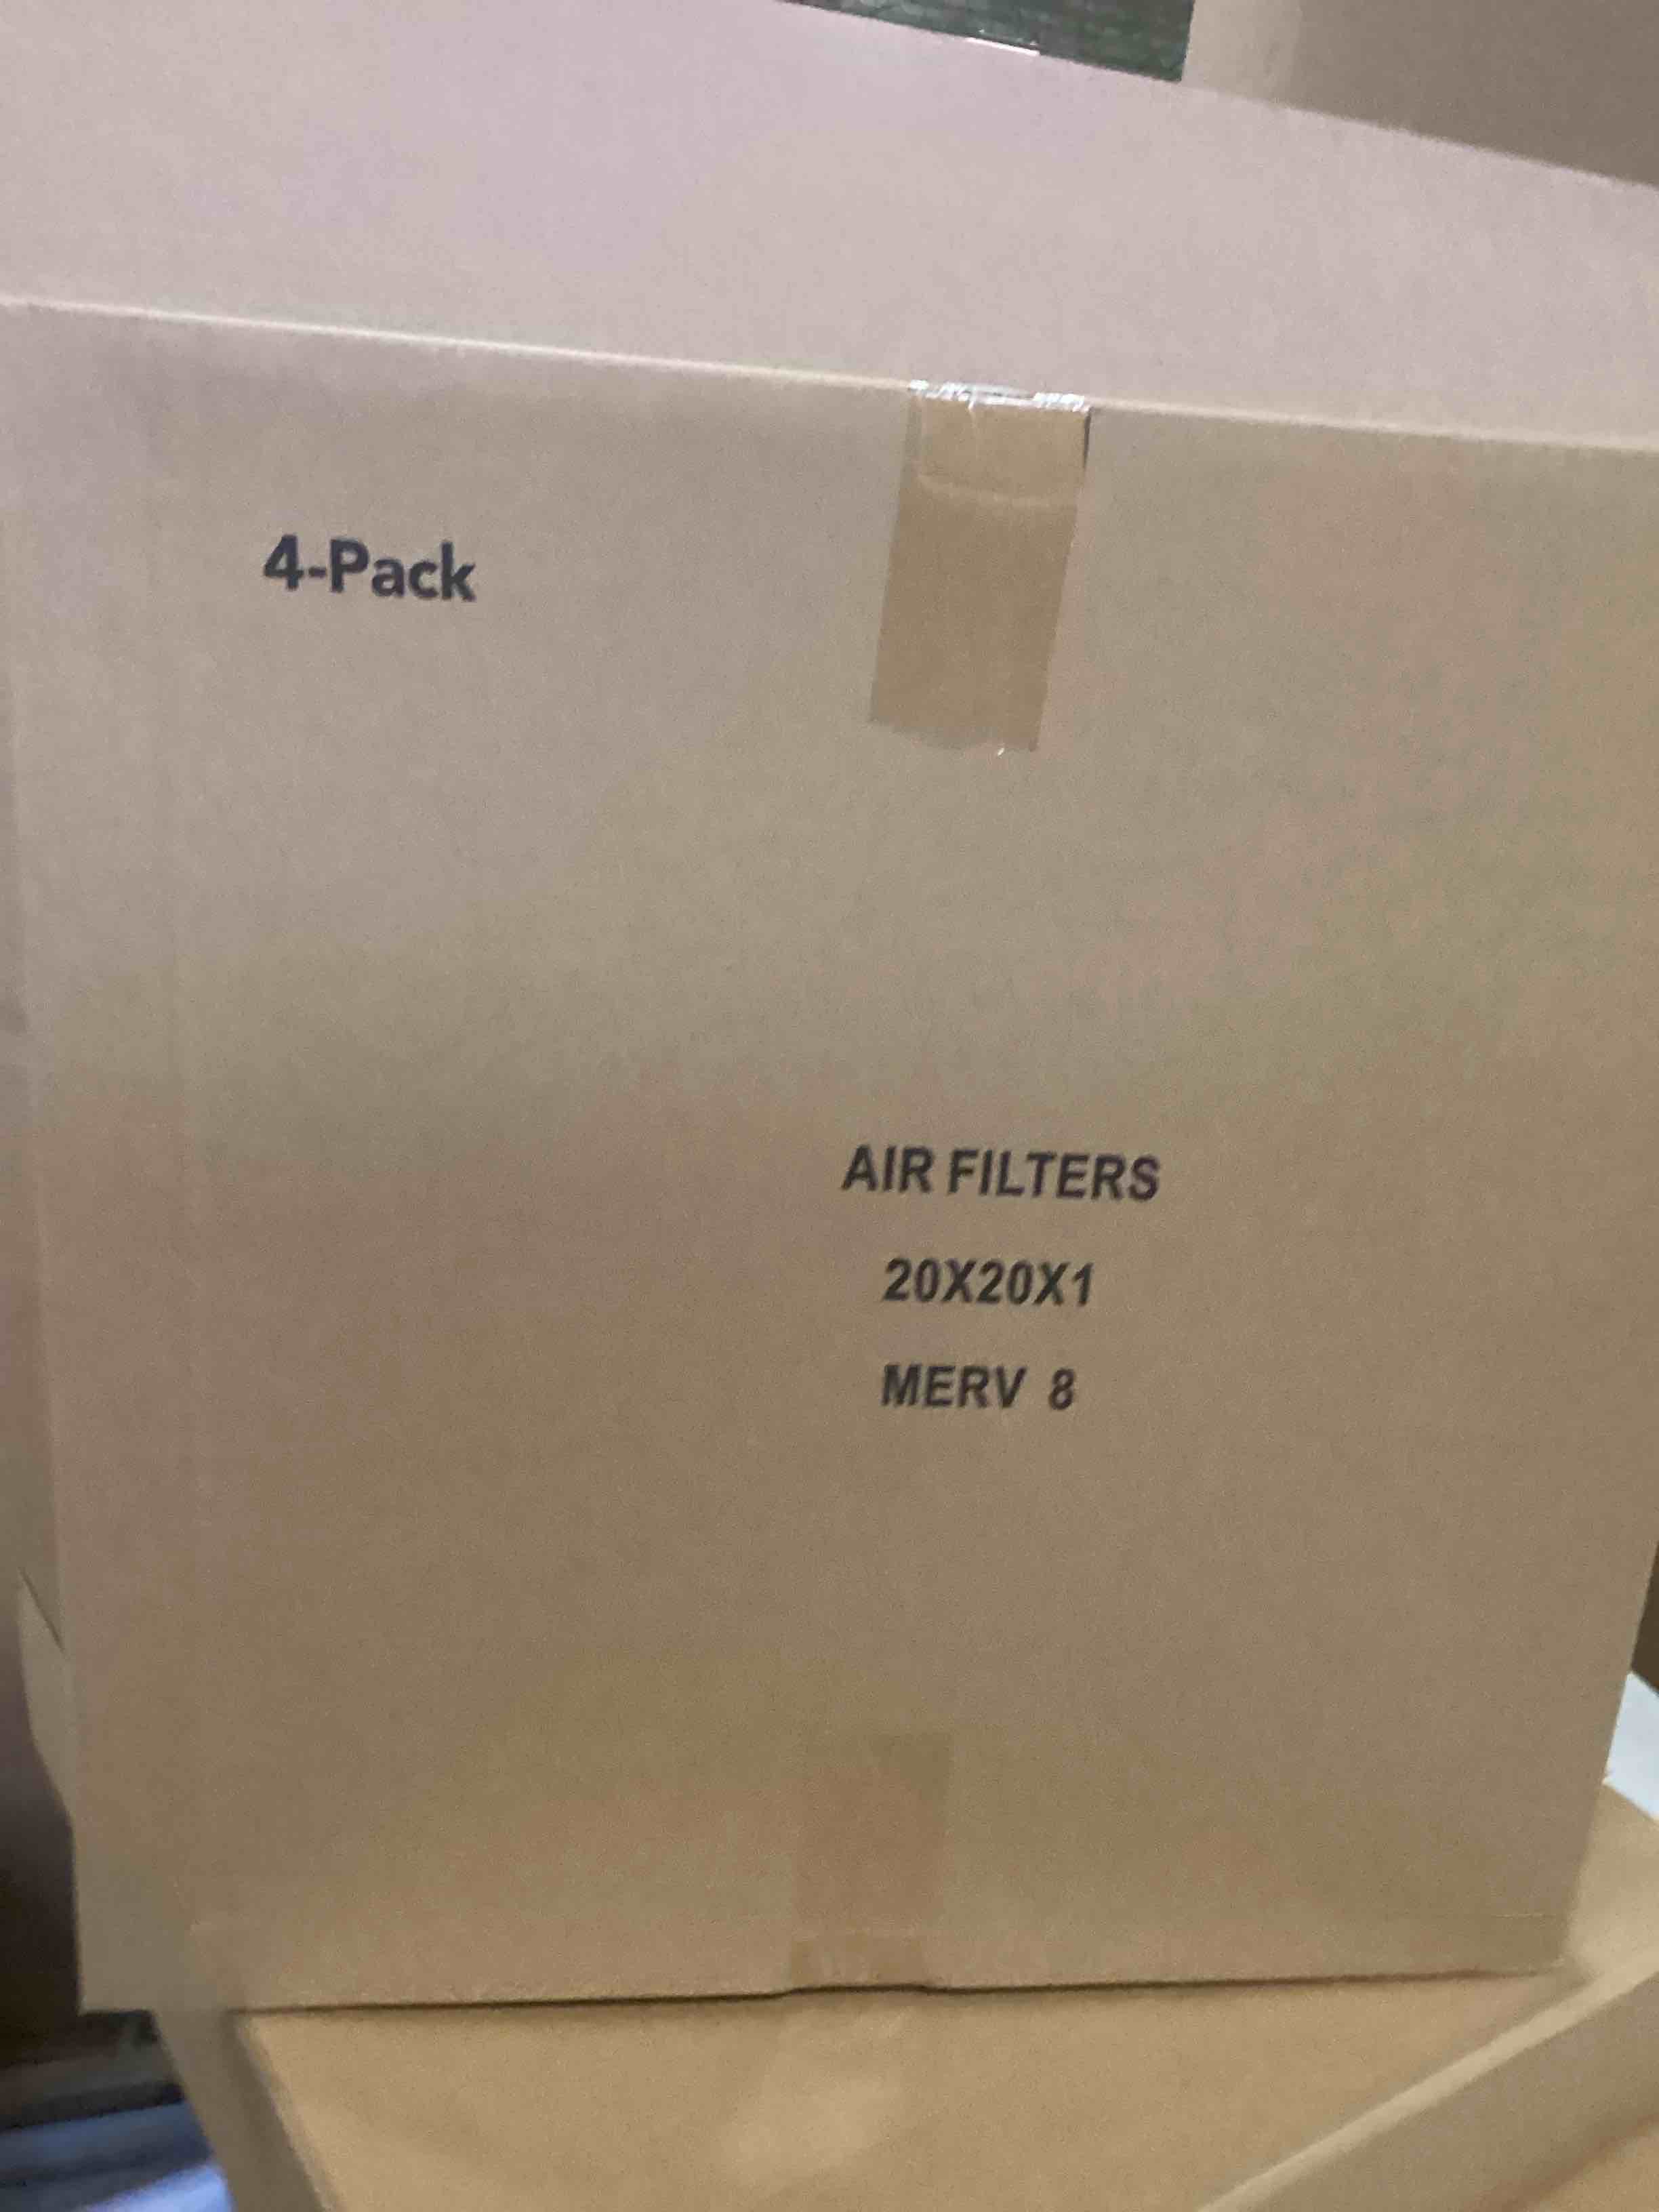 4-Pack
AIR FILTERS
20X20X1
MERV 8